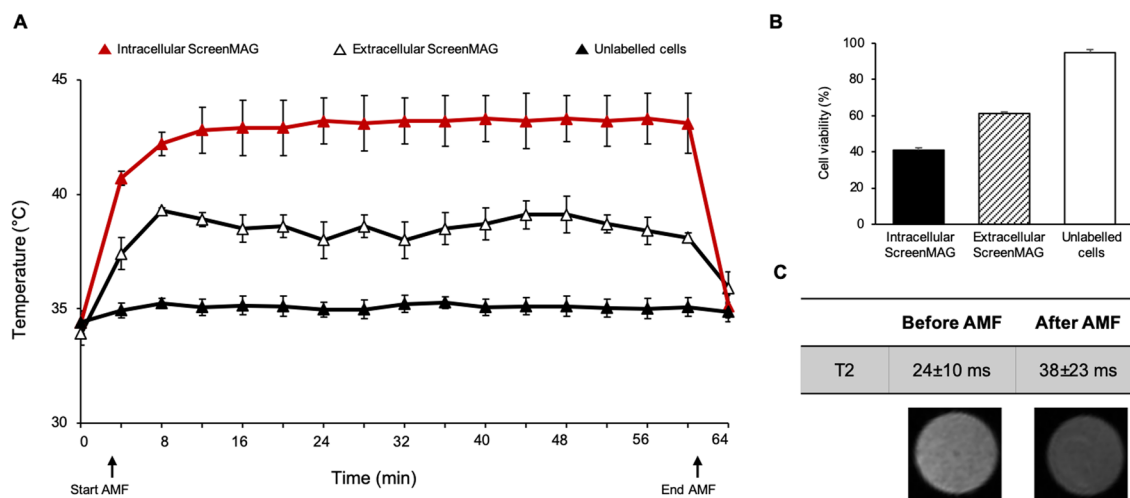 A
Intracellular ScreenMAG
Extracellular ScreenMAG
Unlabelled cells
45
40
35
30
Temperature (°C)
0
8
16
24
32
40
48
56
64
Time (min)
Start AMF
End AMF
B
100
80
60
40
20
0
Cell viability (%)
Intracellular
ScreenMAG
Extracellular
ScreenMAG
Unlabelled
cells
C
Before AMF After AMF
T2 24±10 ms 38±23 ms